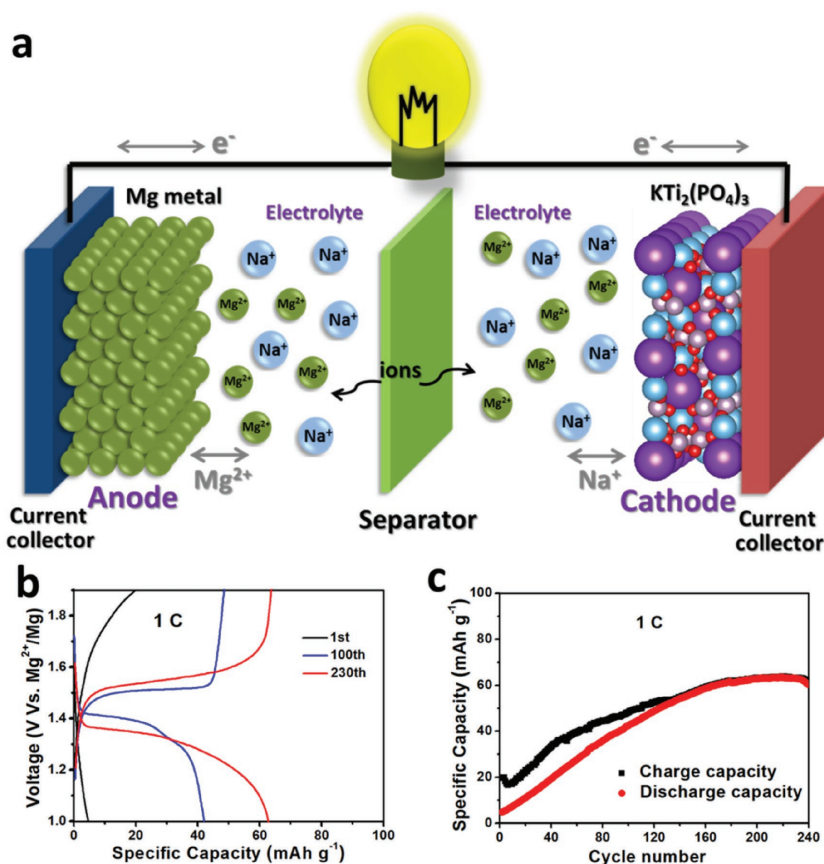 a
e⁻
e⁻
Mg metal
KTi₂(PO₄)₃
Electrolyte
Electrolyte
Na⁺
Na⁺
Mg²⁺
Na⁺
Na⁺
Mg²⁺
Mg²⁺
Na⁺
Mg²⁺
Na⁺
Mg²⁺
Na⁺
Mg²⁺
Mg²⁺
ions
Mg²⁺
Na⁺
Mg²⁺
Na⁺
Mg²⁺
Na⁺
Mg²⁺
Na⁺
Anode
Separator
Cathode
Current
collector
Current
collector
b
1 C
1st
100th
230th
Voltage (V Vs. Mg²⁺/Mg)
1.8
1.6
1.4
1.2
1.0
0 20 40 60 80 100
Specific Capacity (mAh g⁻¹)
c
1 C
Charge capacity
Discharge capacity
Specific Capacity (mAh g⁻¹)
100
80
60
40
20
0
0 40 80 120 160 200 240
Cycle number